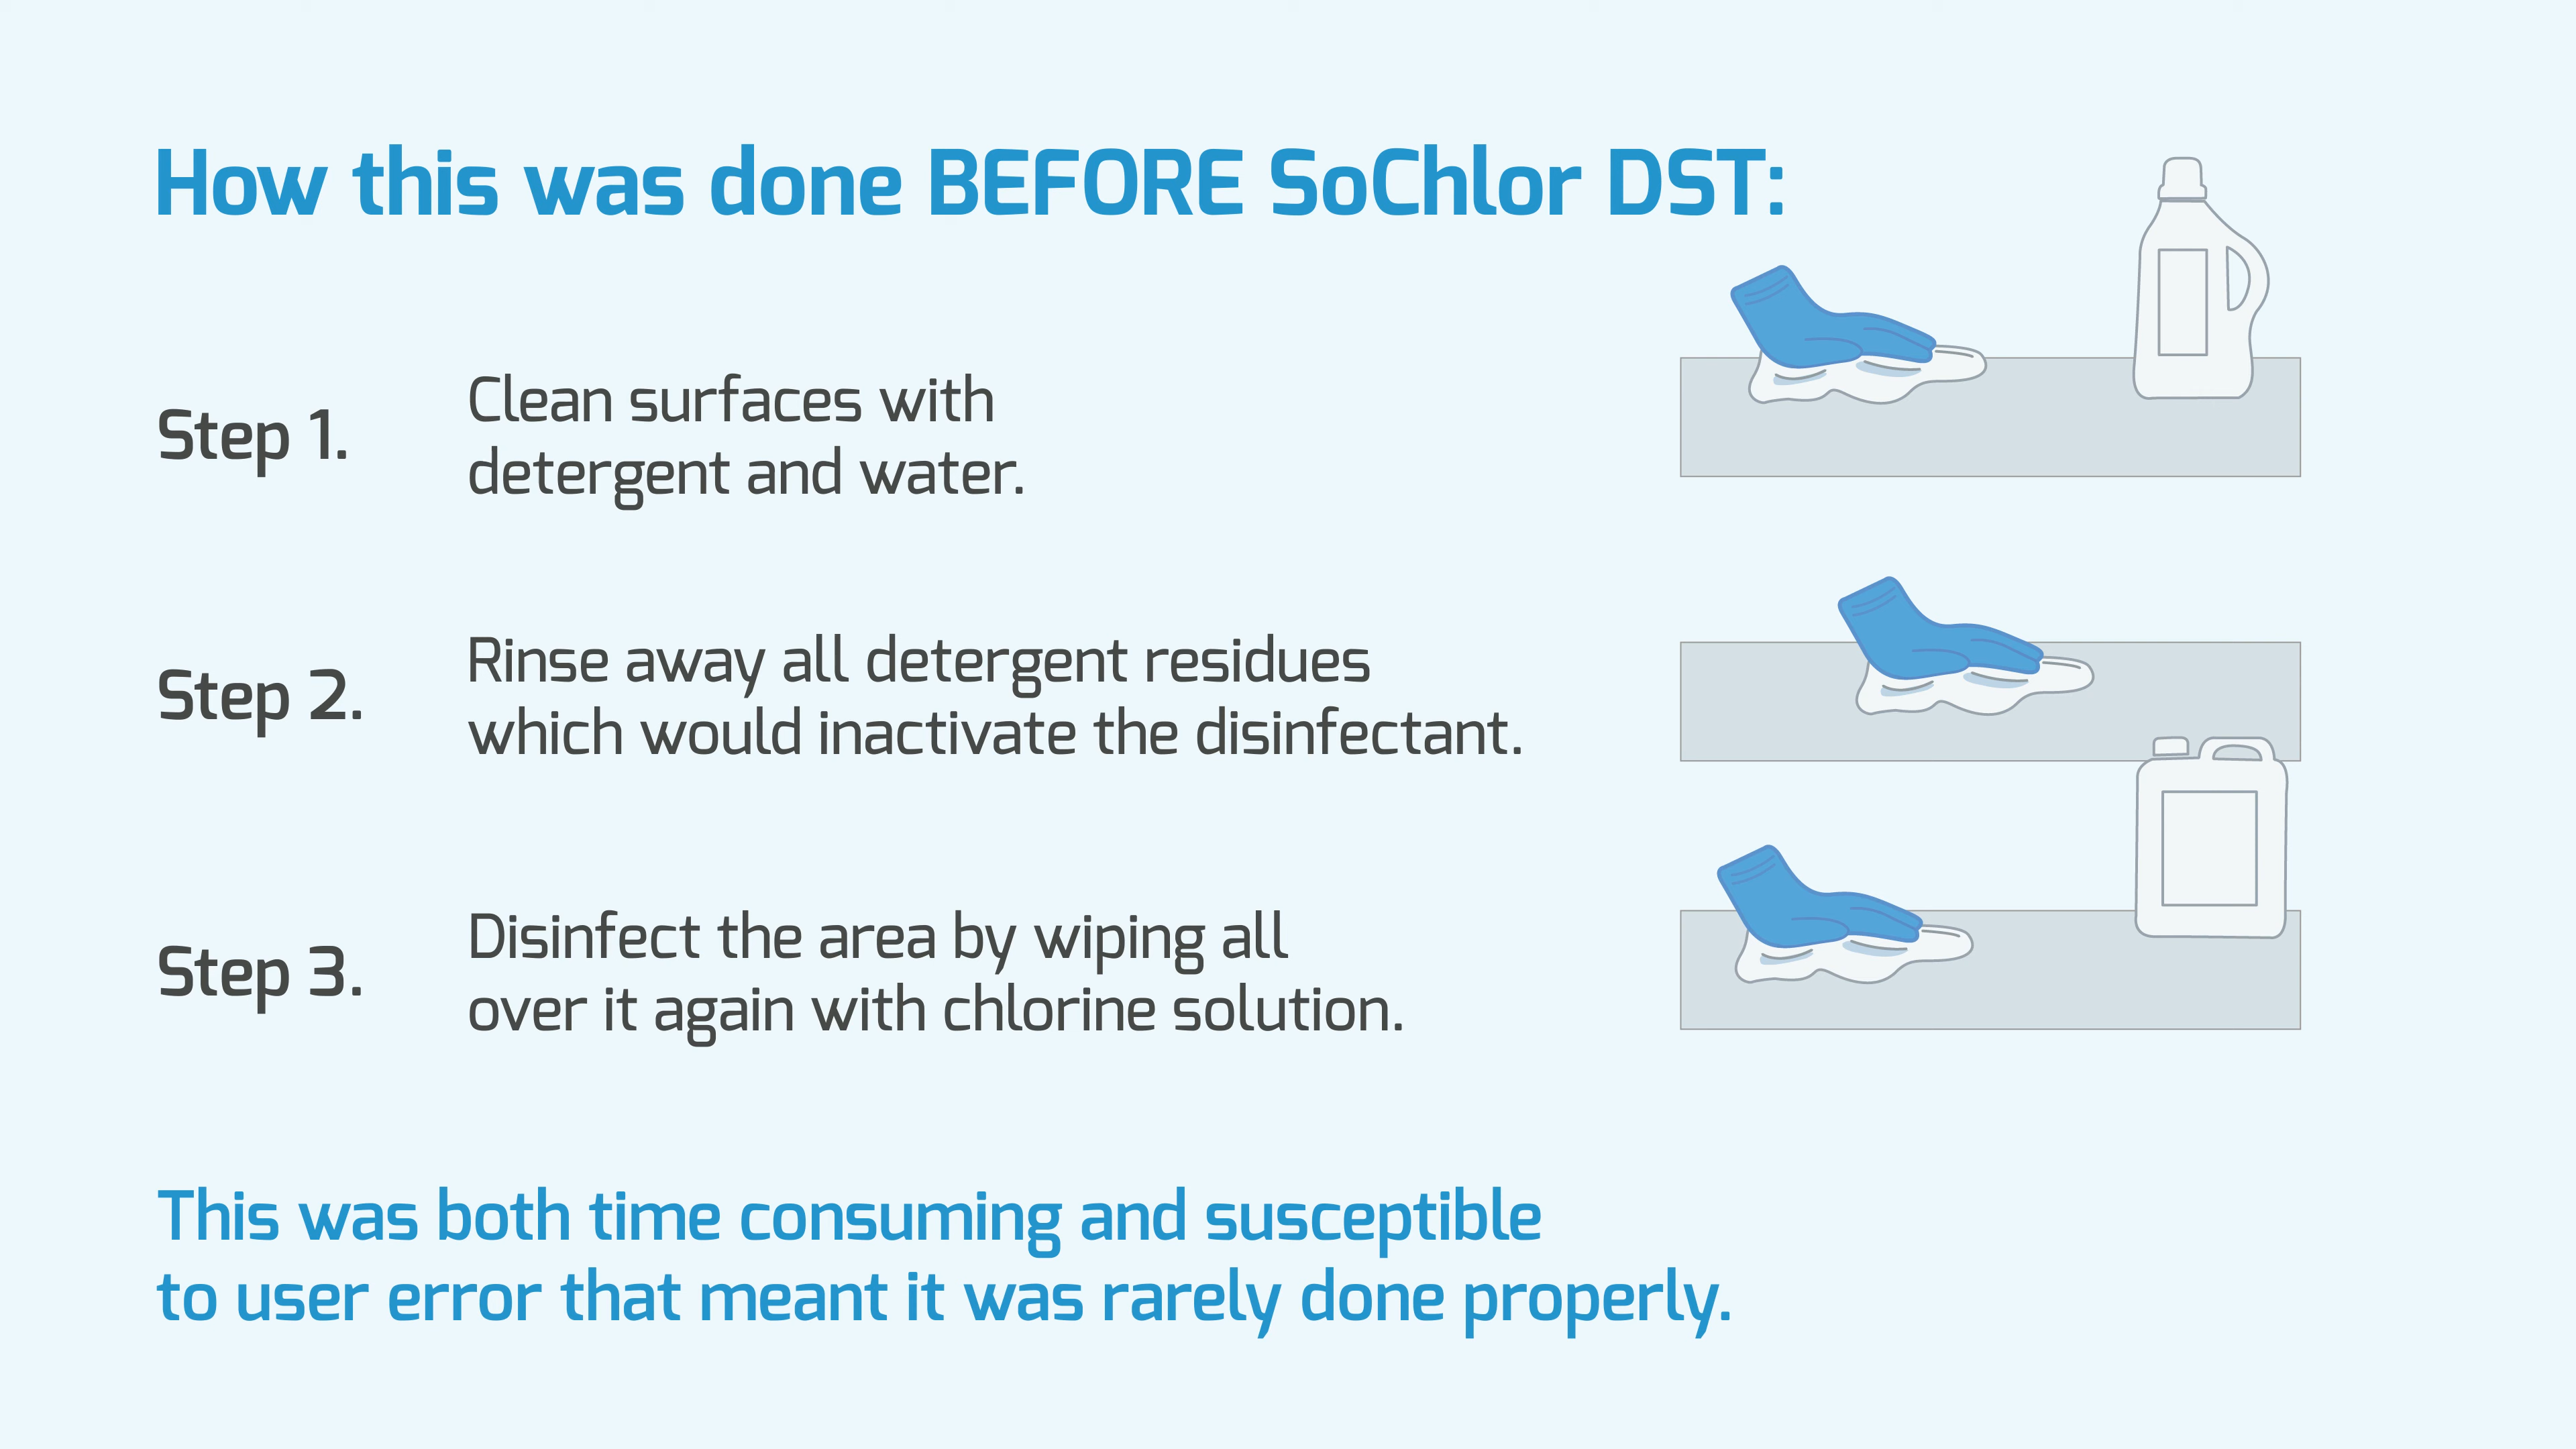 How this was done BEFORE SoChlor DST:
Step 1.
Clean surfaces with
detergent and water.
Step 2.
Rinse away all detergent residues
which would inactivate the disinfectant.
Step 3.
Disinfect the area by wiping all
over it again with chlorine solution.
This was both time consuming and susceptible
to user error that meant it was rarely done properly.